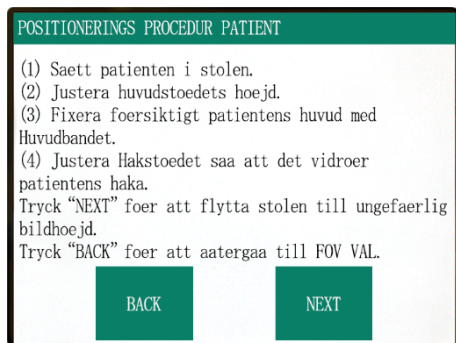 POSITIONERINGS PROCEDUR PATIENT
(1) Saett patienten i stolen.
(2) Justera huvudstoedets hoejd.
(3) Fixera foersiktigt patientens huvud med
Huvudbandet.
(4) Justera Hakstoedet saa att det vidroer
patientens haka.
Tryck “NEXT” foer att flytta stolen till ungefaerlig
bildhoejd.
Tryck “BACK” foer att aatergaa till FOV VAL.
BACK NEXT